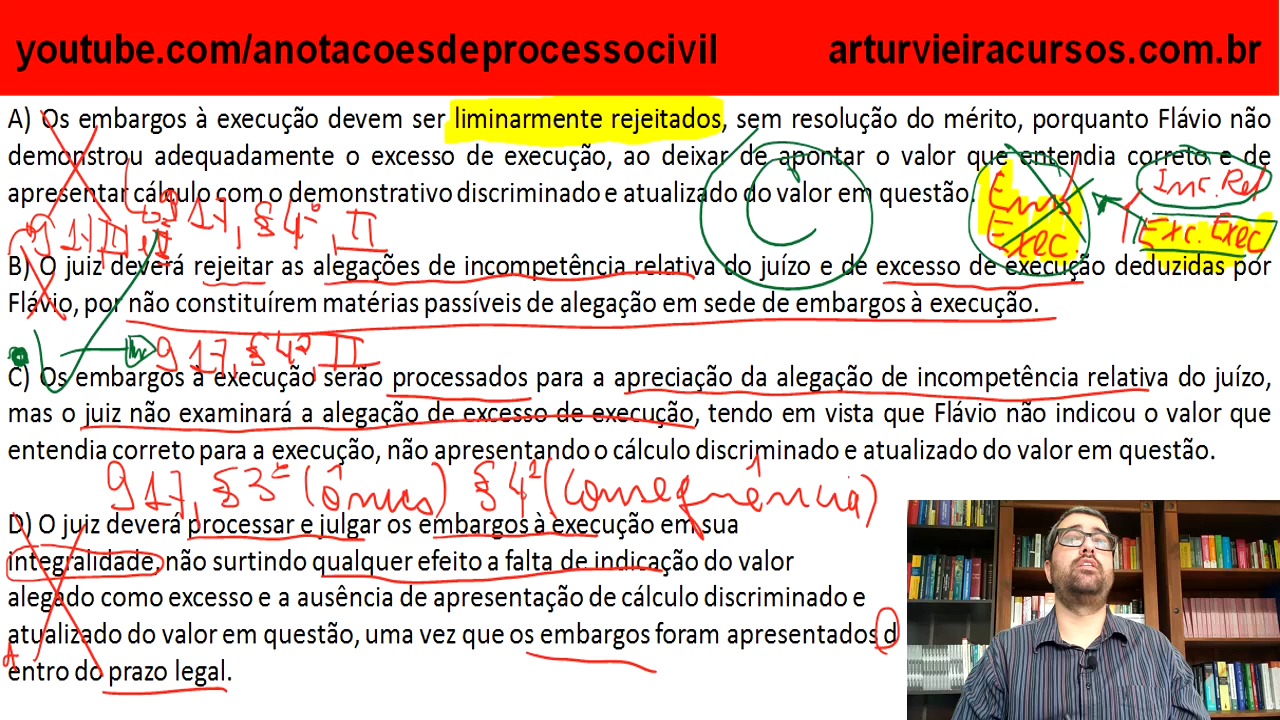 youtube.com/anotacoesdeprocessocivil arturvieiracursos.com.br
A) Os embargos à execução devem ser liminarmente rejeitados, sem resolução do mérito, porquanto Flávio não
demonstrou adequadamente o excesso de execução, ao deixar de apontar o valor que entendia correto e de
apresentar cálculo com o demonstrativo discriminado e atualizado do valor em questão.
Inc. Rel
Exc. Exec
Emb
Exec
917, §4º, II
917, III
B) O juiz deverá rejeitar as alegações de incompetência relativa do juízo e de excesso de execução deduzidas por
Flávio, por não constituírem matérias passíveis de alegação em sede de embargos à execução.
917, §4º, II
C) Os embargos à execução serão processados para a apreciação da alegação de incompetência relativa do juízo,
mas o juiz não examinará a alegação de excesso de execução, tendo em vista que Flávio não indicou o valor que
entendia correto para a execução, não apresentando o cálculo discriminado e atualizado do valor em questão.
917, §3º (ônus) §4º (consequência)
D) O juiz deverá processar e julgar os embargos à execução em sua
integralidade, não surtindo qualquer efeito a falta de indicação do valor
alegado como excesso e a ausência de apresentação de cálculo discriminado e
atualizado do valor em questão, uma vez que os embargos foram apresentados d
entro do prazo legal.